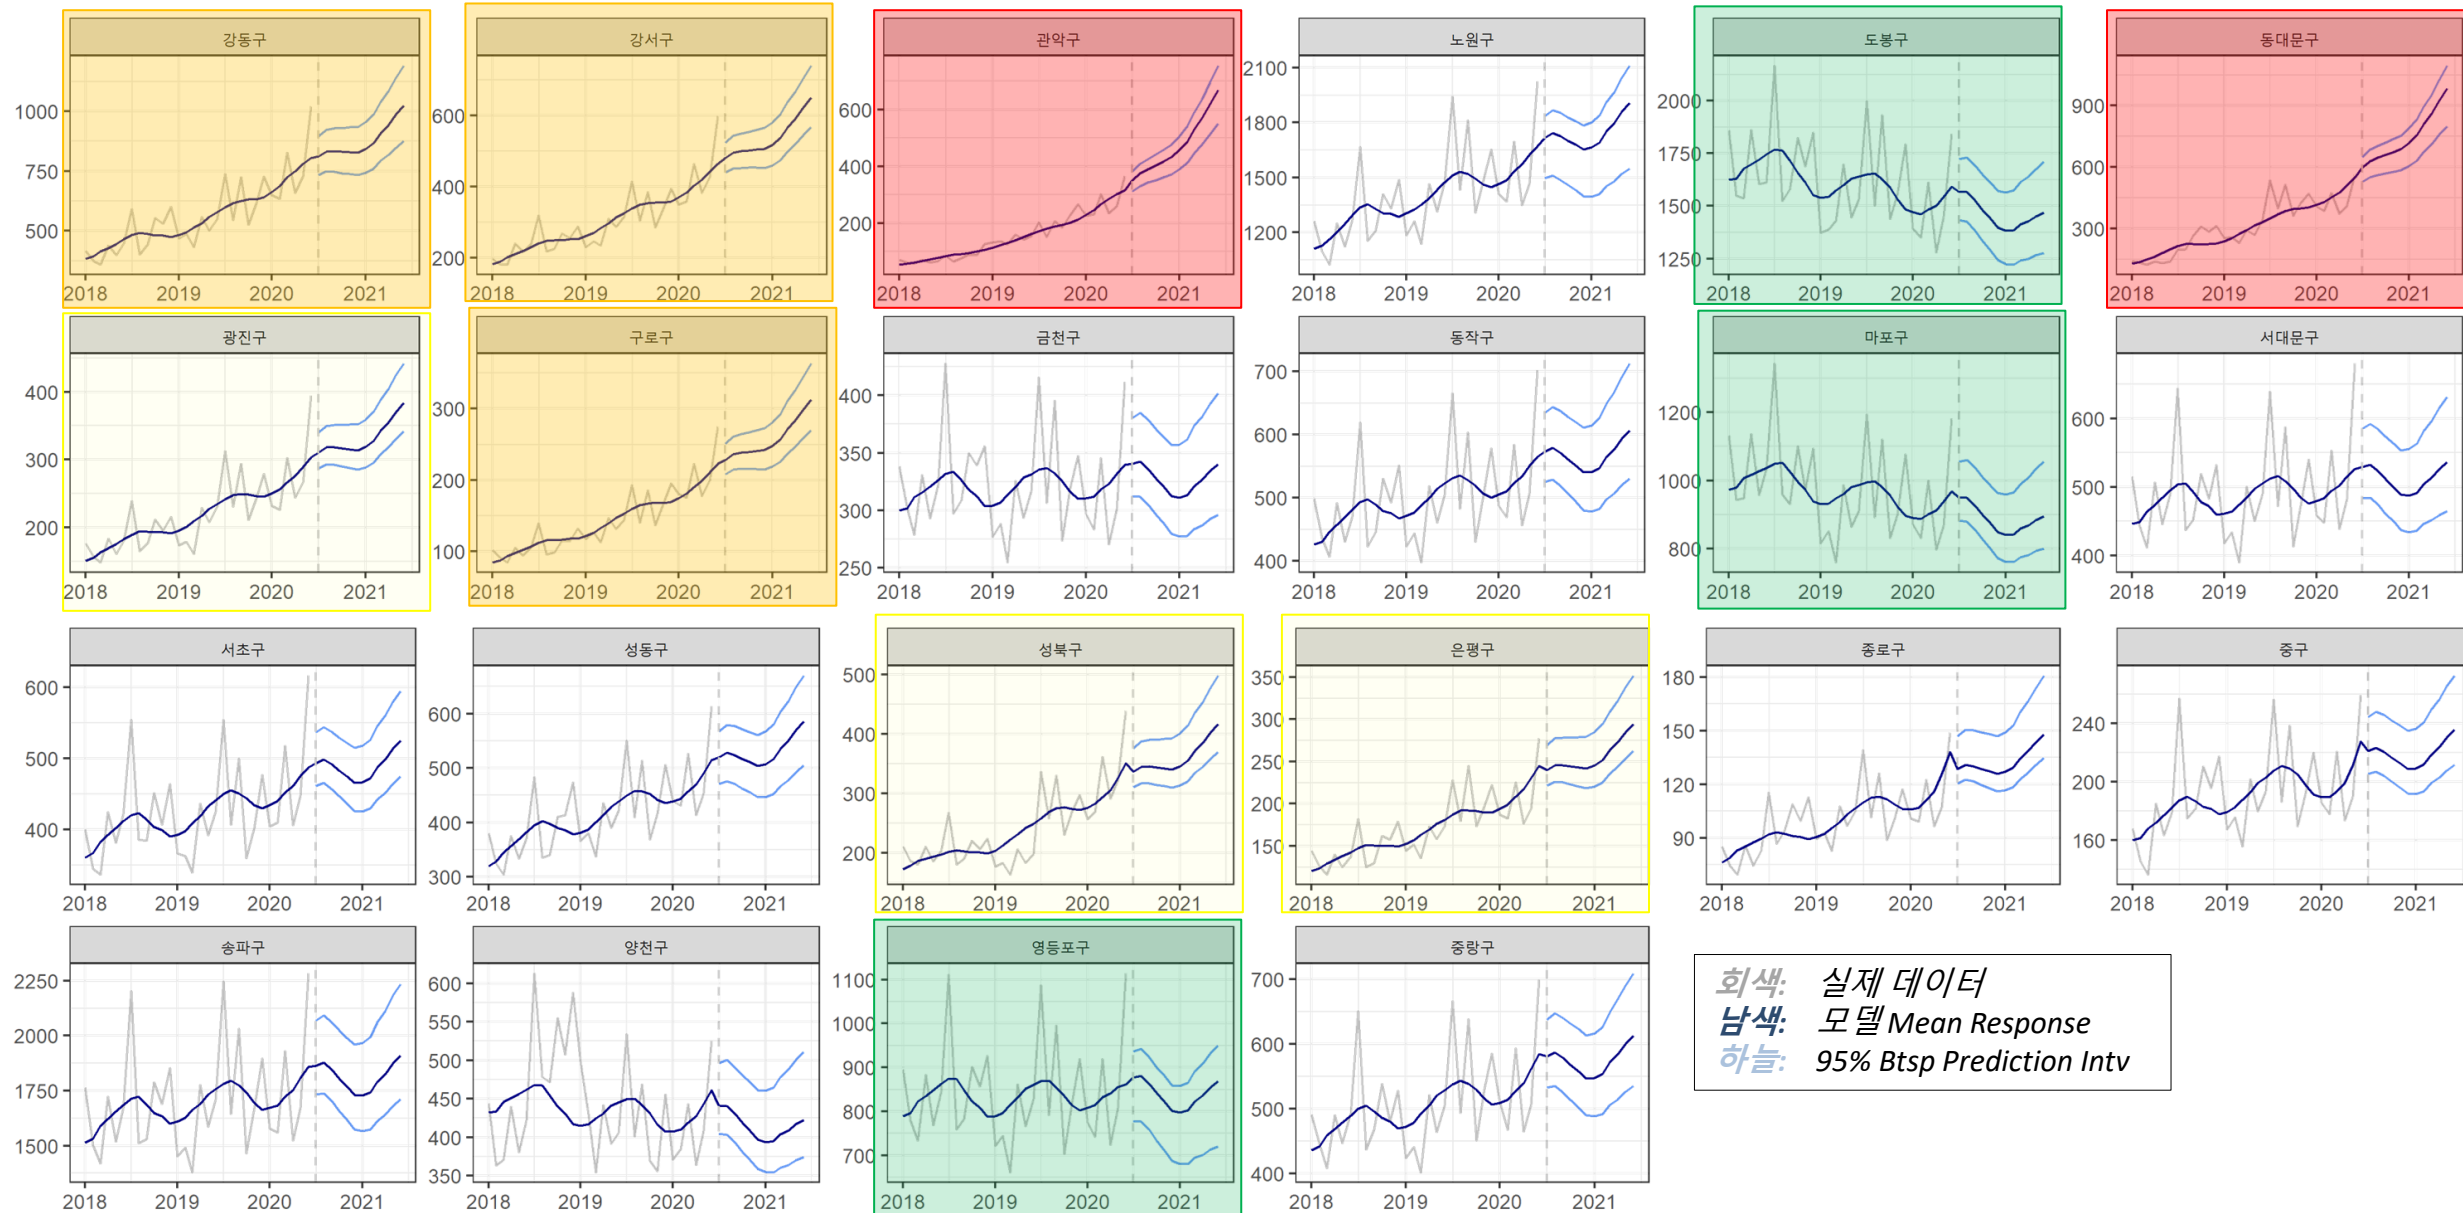 강동구
1000
750
500
2018 2019 2020 2021
강서구
600
400
200
2018 2019 2020 2021
관악구
600
400
200
2018 2019 2020 2021
노원구
2100
1800
1500
1200
2018 2019 2020 2021
도봉구
2000
1750
1500
1250
2018 2019 2020 2021
동대문구
900
600
300
2018 2019 2020 2021
광진구
400
300
200
2018 2019 2020 2021
구로구
300
200
100
2018 2019 2020 2021
금천구
400
350
300
250
2018 2019 2020 2021
동작구
700
600
500
400
2018 2019 2020 2021
마포구
1200
1000
800
2018 2019 2020 2021
서대문구
600
500
400
2018 2019 2020 2021
서초구
600
500
400
2018 2019 2020 2021
성동구
600
500
400
300
2018 2019 2020 2021
성북구
500
400
300
200
2018 2019 2020 2021
은평구
350
300
250
200
150
2018 2019 2020 2021
종로구
180
150
120
90
2018 2019 2020 2021
중구
240
200
160
2018 2019 2020 2021
송파구
2250
2000
1750
1500
2018 2019 2020 2021
양천구
600
550
500
450
400
350
2018 2019 2020 2021
영등포구
1100
1000
900
800
700
2018 2019 2020 2021
중랑구
700
600
500
400
2018 2019 2020 2021
회색: 실제 데이터
남색: 모델 Mean Response
하늘: 95% Btsp Prediction Intv